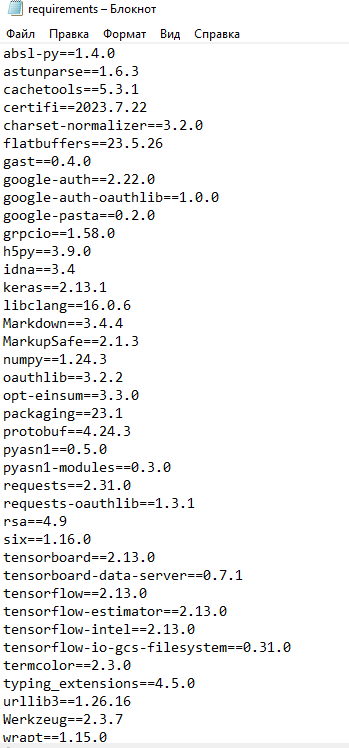 requirements – Блокнот
Файл Правка Формат Вид Справка
absl-py==1.4.0
astunparse==1.6.3
cachetools==5.3.1
certifi==2023.7.22
charset-normalizer==3.2.0
flatbuffers==23.5.26
gast==0.4.0
google-auth==2.22.0
google-auth-oauthlib==1.0.0
google-pasta==0.2.0
grpcio==1.58.0
h5py==3.9.0
idna==3.4
keras==2.13.1
libclang==16.0.6
Markdown==3.4.4
MarkupSafe==2.1.3
numpy==1.24.3
oauthlib==3.2.2
opt-einsum==3.3.0
packaging==23.1
protobuf==4.24.3
pyasn1==0.5.0
pyasn1-modules==0.3.0
requests==2.31.0
requests-oauthlib==1.3.1
rsa==4.9
six==1.16.0
tensorboard==2.13.0
tensorboard-data-server==0.7.1
tensorflow==2.13.0
tensorflow-estimator==2.13.0
tensorflow-intel==2.13.0
tensorflow-io-gcs-filesystem==0.31.0
termcolor==2.3.0
typing_extensions==4.5.0
urllib3==1.26.16
Werkzeug==2.3.7
wrapt==1.15.0